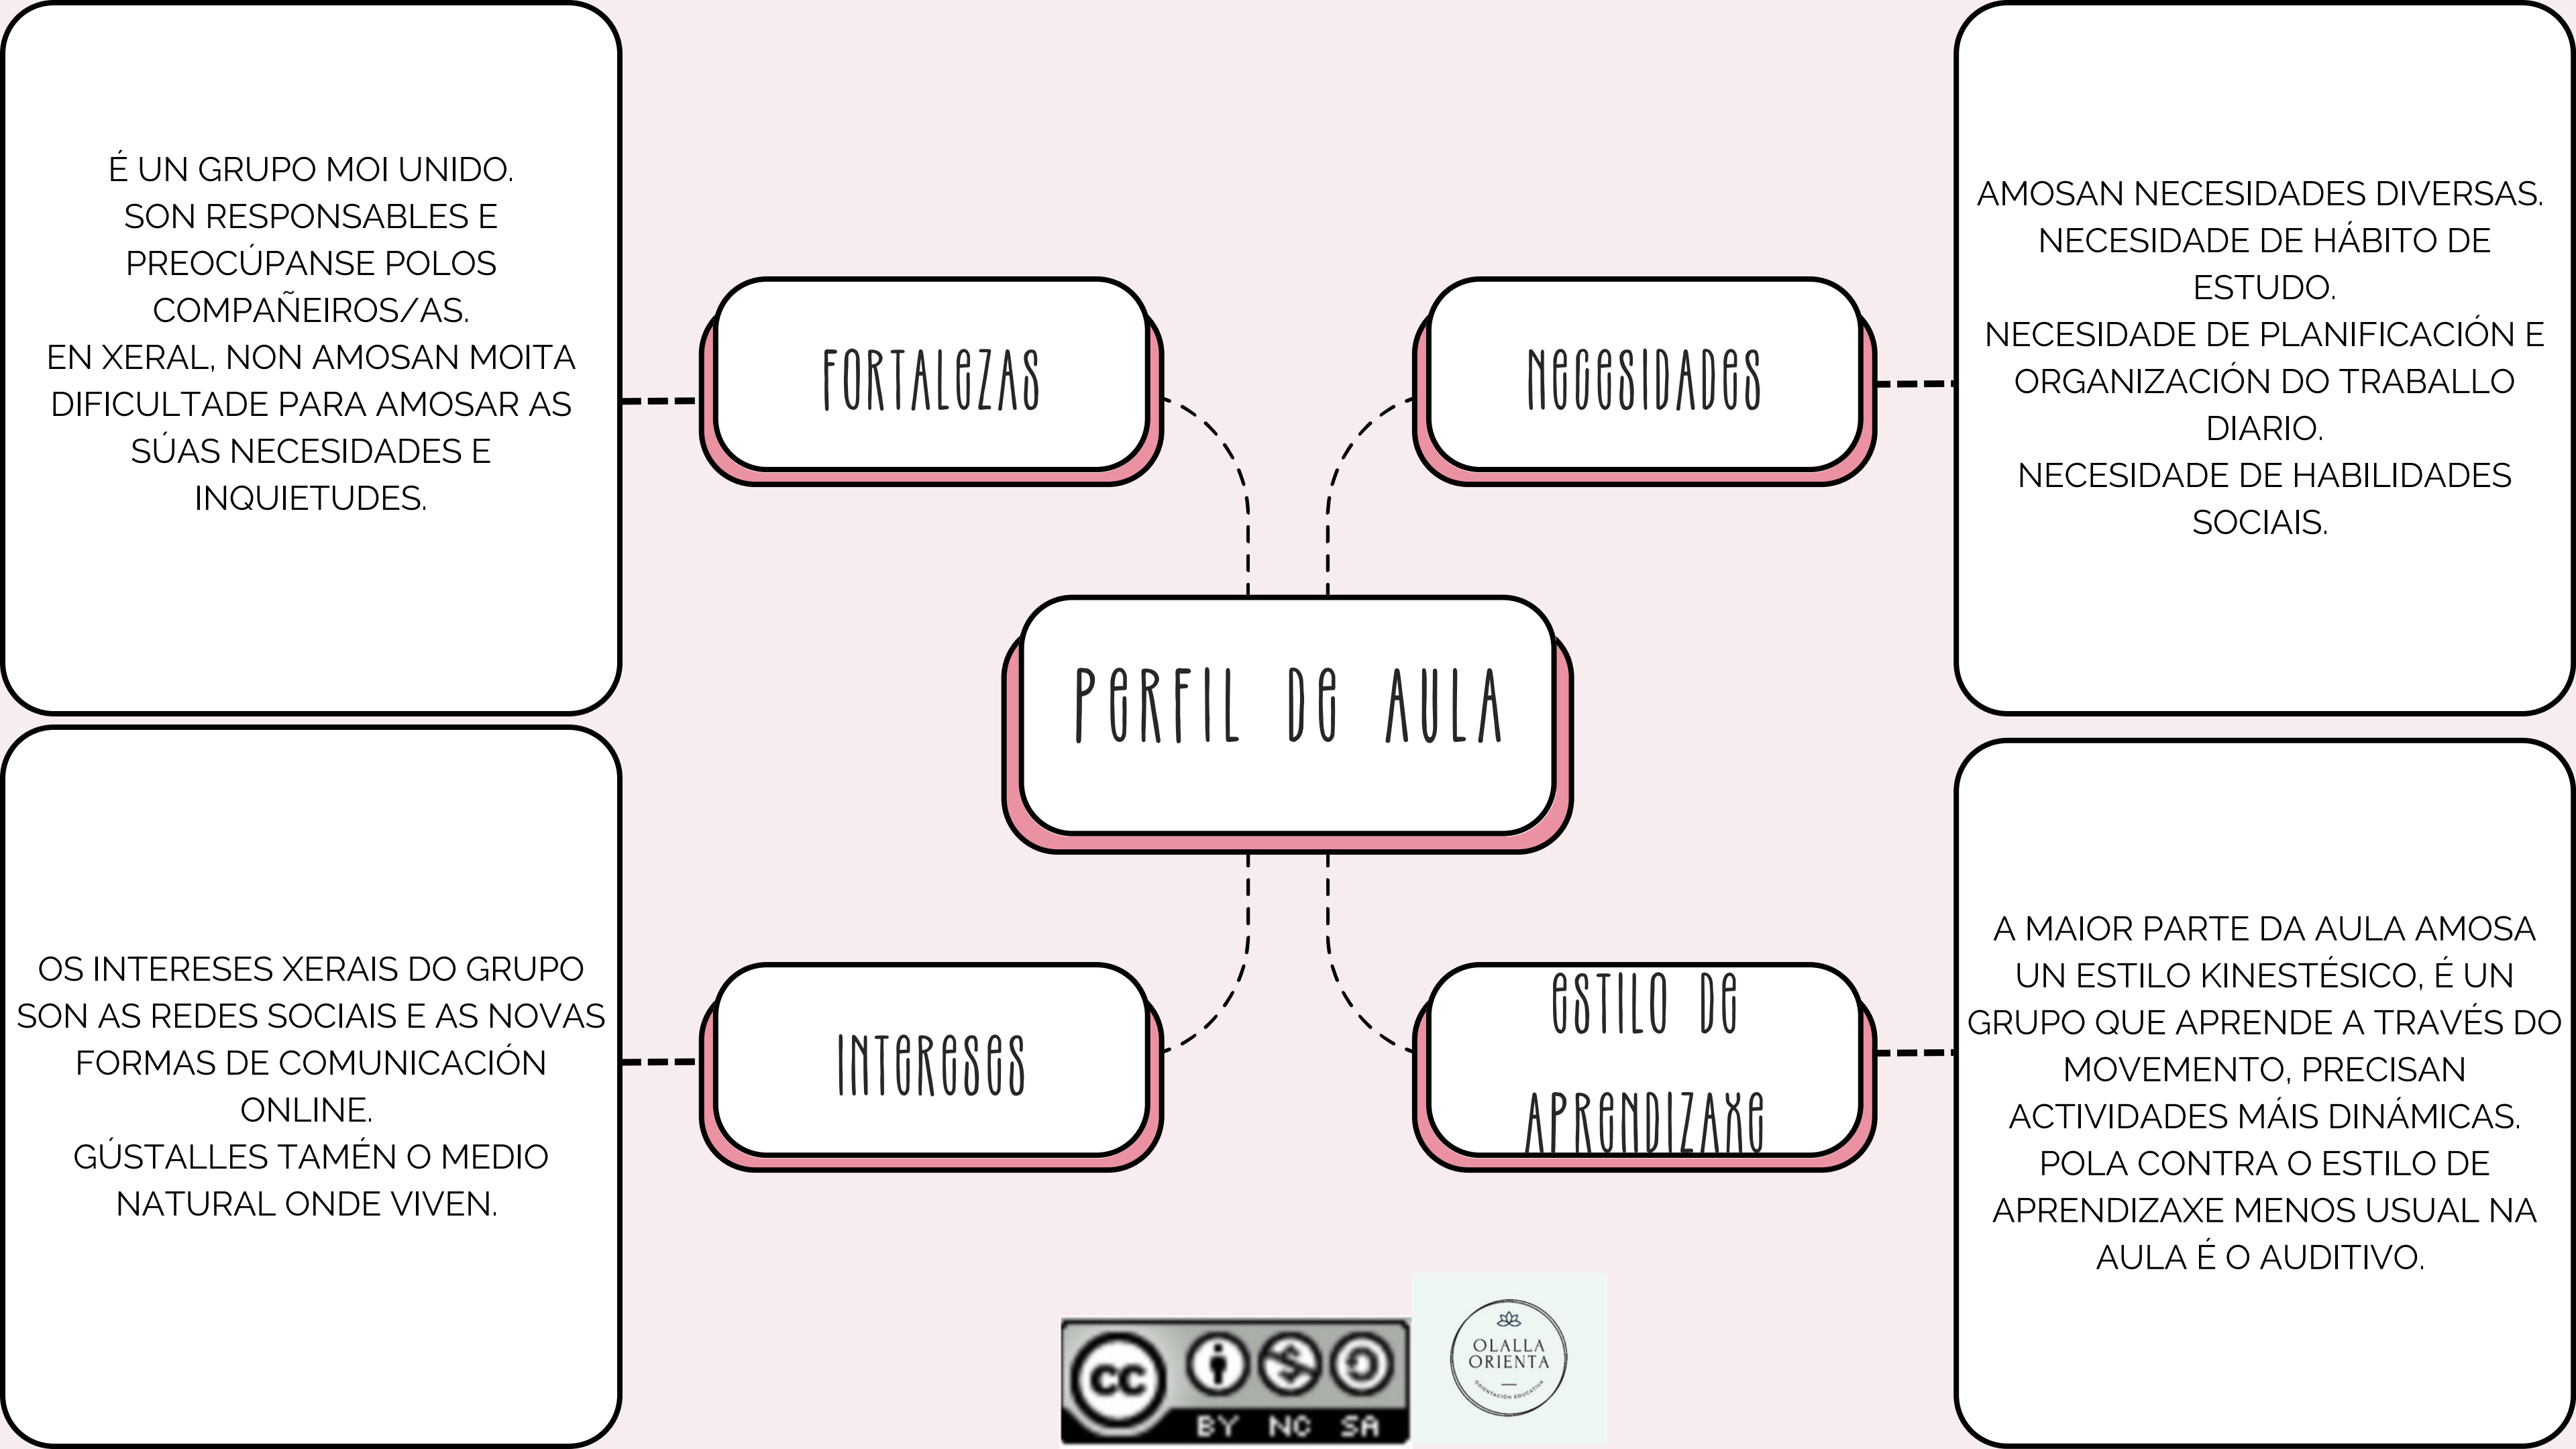 É UN GRUPO MOI UNIDO.
SON RESPONSABLES E
PREOCÚPANSE POLOS
COMPAÑEIROS/AS.
EN XERAL, NON AMOSAN MOITA
DIFICULTADE PARA AMOSAR AS
SÚAS NECESIDADES E
INQUIETUDES.
FORTALEZAS
NECESIDADES
AMOSAN NECESIDADES DIVERSAS.
NECESIDADE DE HÁBITO DE
ESTUDO.
NECESIDADE DE PLANIFICACIÓN E
ORGANIZACIÓN DO TRABALLO
DIARIO.
NECESIDADE DE HABILIDADES
SOCIAIS.
PERFIL DE AULA
OS INTERESES XERAIS DO GRUPO
SON AS REDES SOCIAIS E AS NOVAS
FORMAS DE COMUNICACIÓN
ONLINE.
GÚSTALLES TAMÉN O MEDIO
NATURAL ONDE VIVEN.
INTERESES
ESTILO DE
APRENDIZAXE
A MAIOR PARTE DA AULA AMOSA
UN ESTILO KINESTÉSICO, É UN
GRUPO QUE APRENDE A TRAVÉS DO
MOVEMENTO, PRECISAN
ACTIVIDADES MÁIS DINÁMICAS.
POLA CONTRA O ESTILO DE
APRENDIZAXE MENOS USUAL NA
AULA É O AUDITIVO.
CC
BY NC SA
OLALLA
ORIENTA
ORIENTACIÓN EDUCATIVA